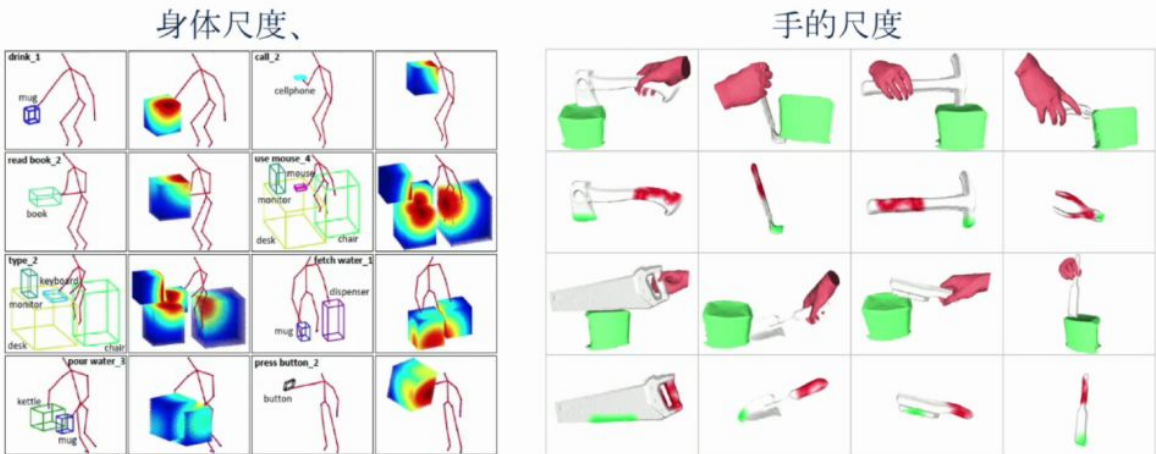 身体尺度、
手的尺度
drink_1
mug
call_2
cellphone
read book_2
book
use mouse_4
mouse
monitor
desk
chair
type_2
keyboard
monitor
desk
chair
fetch water_1
dispenser
mug
pour water_3
kettle
mug
press button_2
button